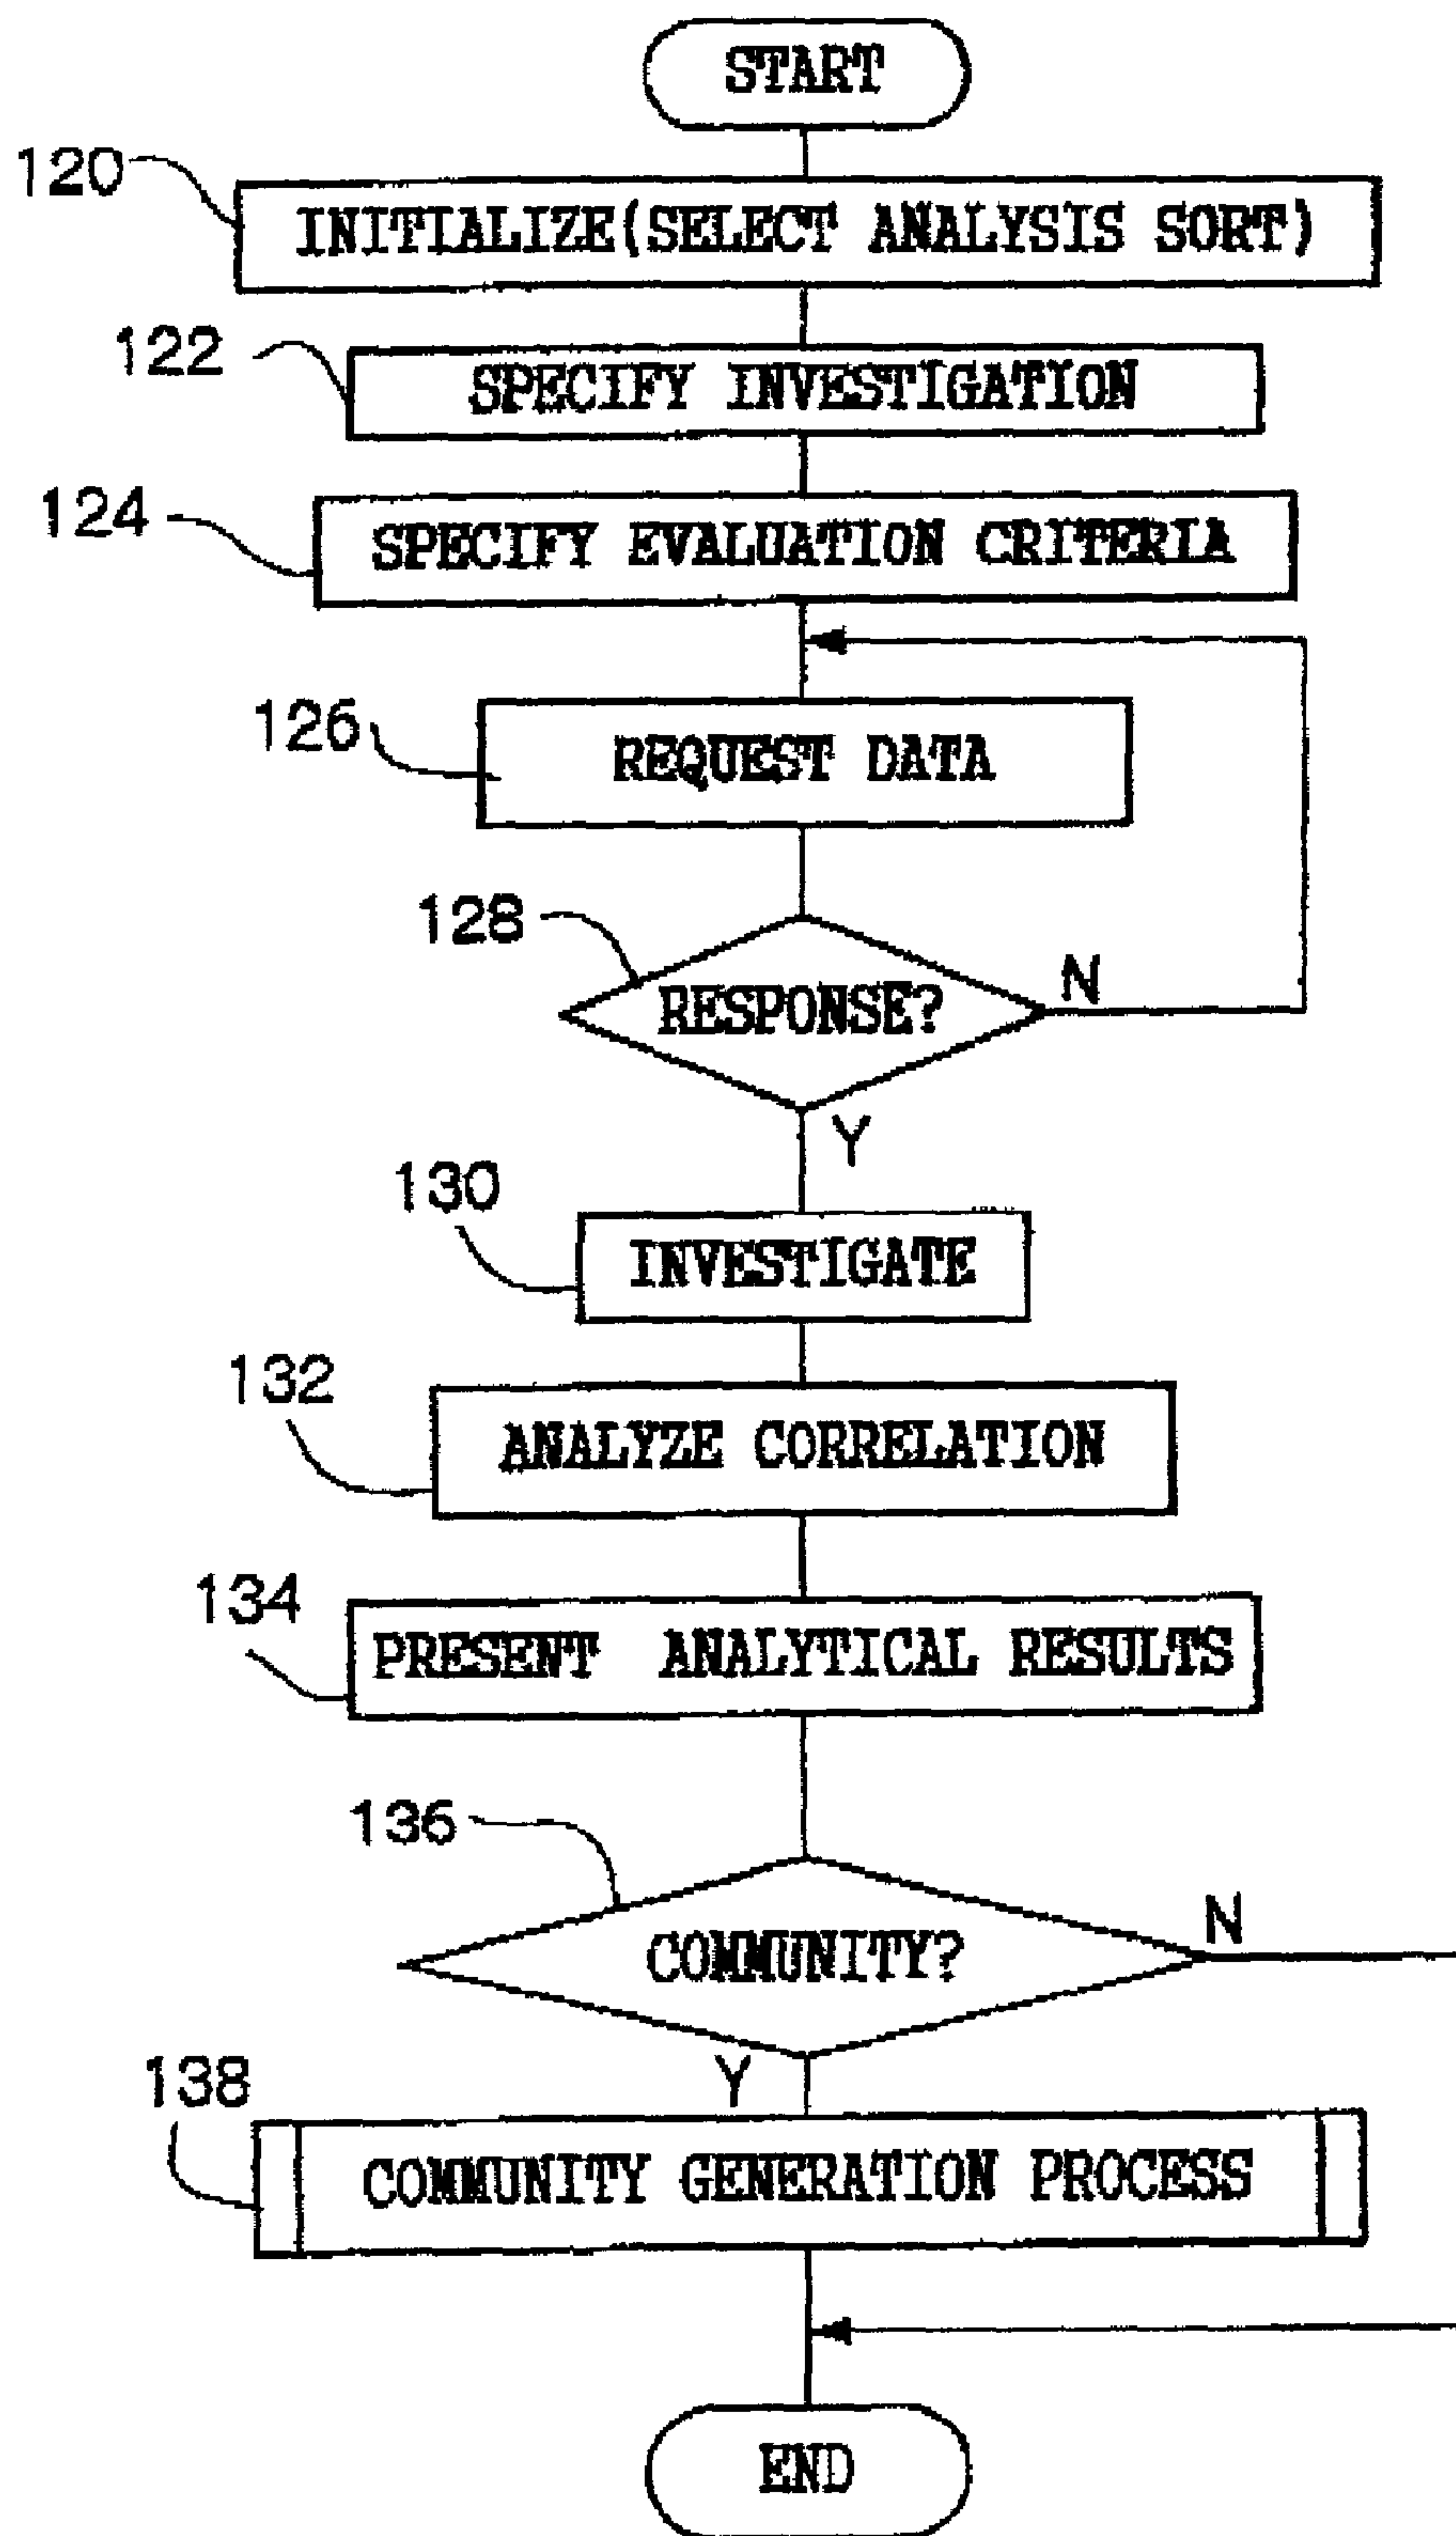 START
120
INITIALIZE(SELECT ANALYSIS SORT)
122
SPECIFY INVESTIGATION
124
SPECIFY EVALUATION CRITERIA
126
REQUEST DATA
128
RESPONSE?
N
Y
130
INVESTIGATE
132
ANALYZE CORRELATION
134
PRESENT ANALYTICAL RESULTS
136
COMMUNITY?
N
Y
138
COMMUNITY GENERATION PROCESS
END